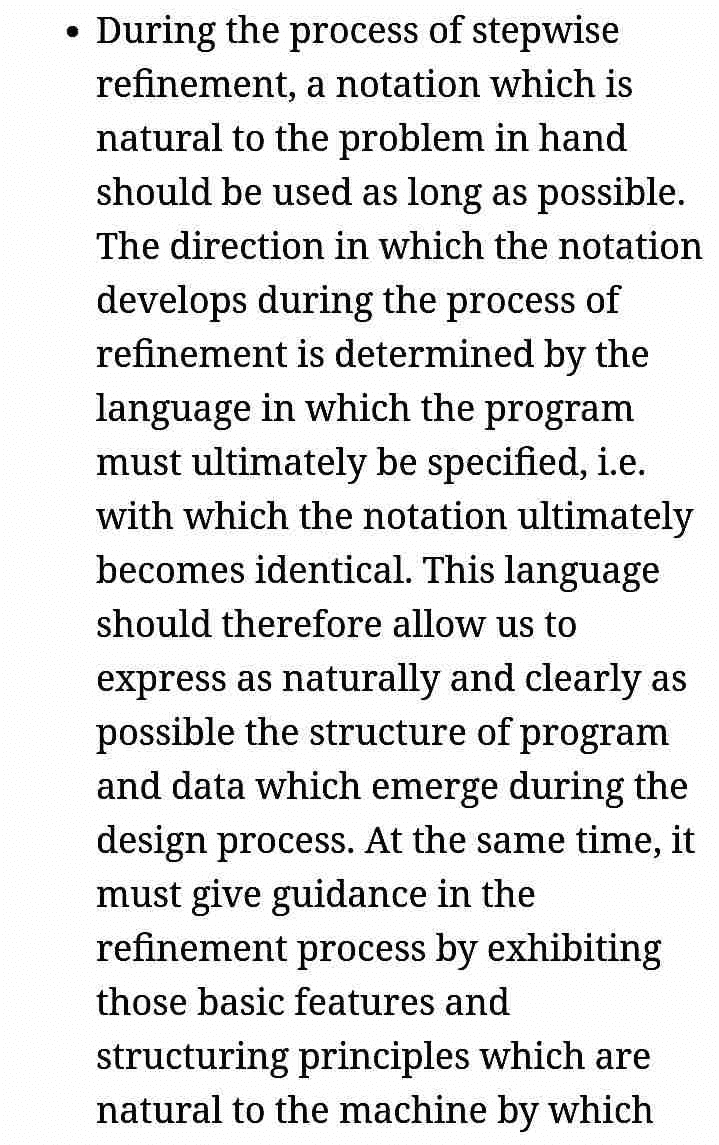 • During the process of stepwise
refinement, a notation which is
natural to the problem in hand
should be used as long as possible.
The direction in which the notation
develops during the process of
refinement is determined by the
language in which the program
must ultimately be specified, i.e.
with which the notation ultimately
becomes identical. This language
should therefore allow us to
express as naturally and clearly as
possible the structure of program
and data which emerge during the
design process. At the same time, it
must give guidance in the
refinement process by exhibiting
those basic features and
structuring principles which are
natural to the machine by which